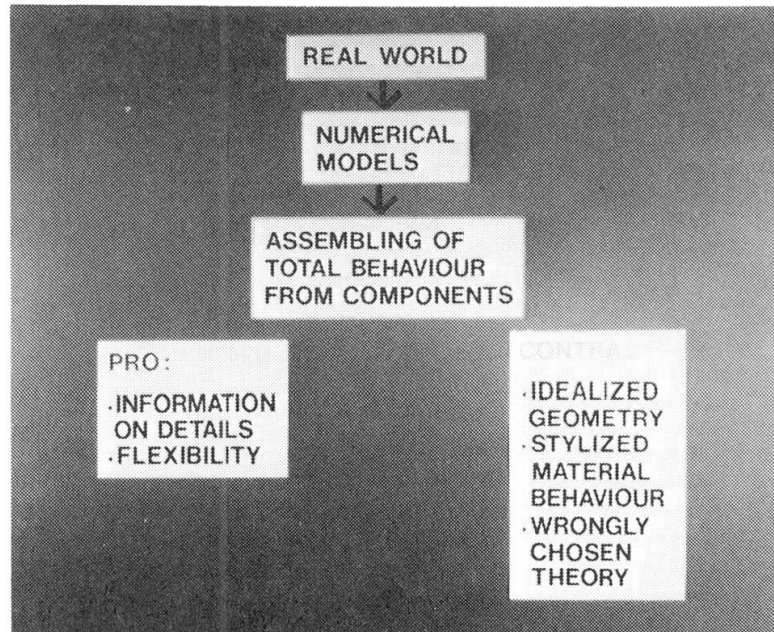 REAL WORLD
NUMERICAL
MODELS
ASSEMBLING OF
TOTAL BEHAVIOUR
FROM COMPONENTS
PRO:
·INFORMATION
ON DETAILS
·FLEXIBILITY
CONTRA:
·IDEALIZED
GEOMETRY
·STYLIZED
MATERIAL
BEHAVIOUR
·WRONGLY
CHOSEN
THEORY